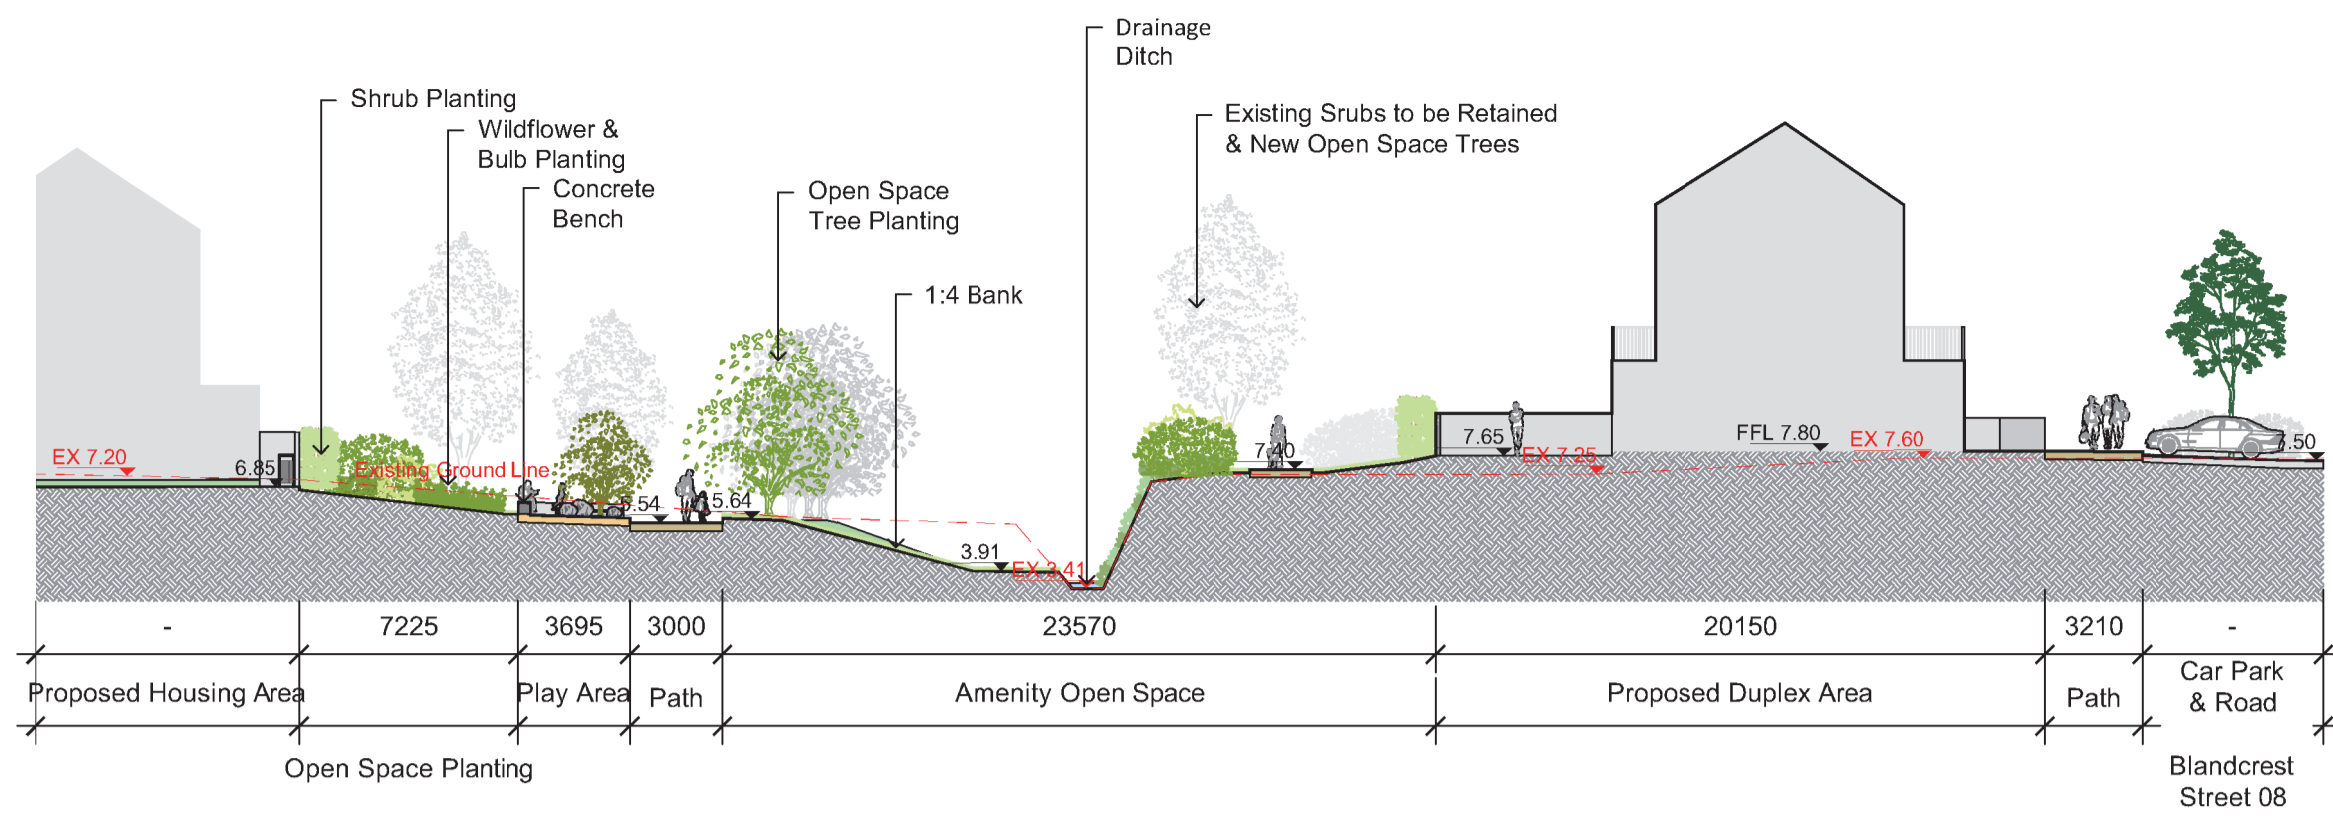 Drainage
Ditch
Shrub Planting
Wildflower &
Bulb Planting
Concrete
Bench
Open Space
Tree Planting
1:4 Bank
Existing Srubs to be Retained
& New Open Space Trees
EX 7.20
6.85
Existing Ground Line
5.54
5.64
3.91
EX 3.41
7.40
7.65
EX 7.25
FFL 7.80
EX 7.60
7.50
-
7225
3695
3000
23570
20150
3210
-
Proposed Housing Area
Play Area
Path
Amenity Open Space
Proposed Duplex Area
Path
Car Park
& Road
Open Space Planting
Blandcrest
Street 08